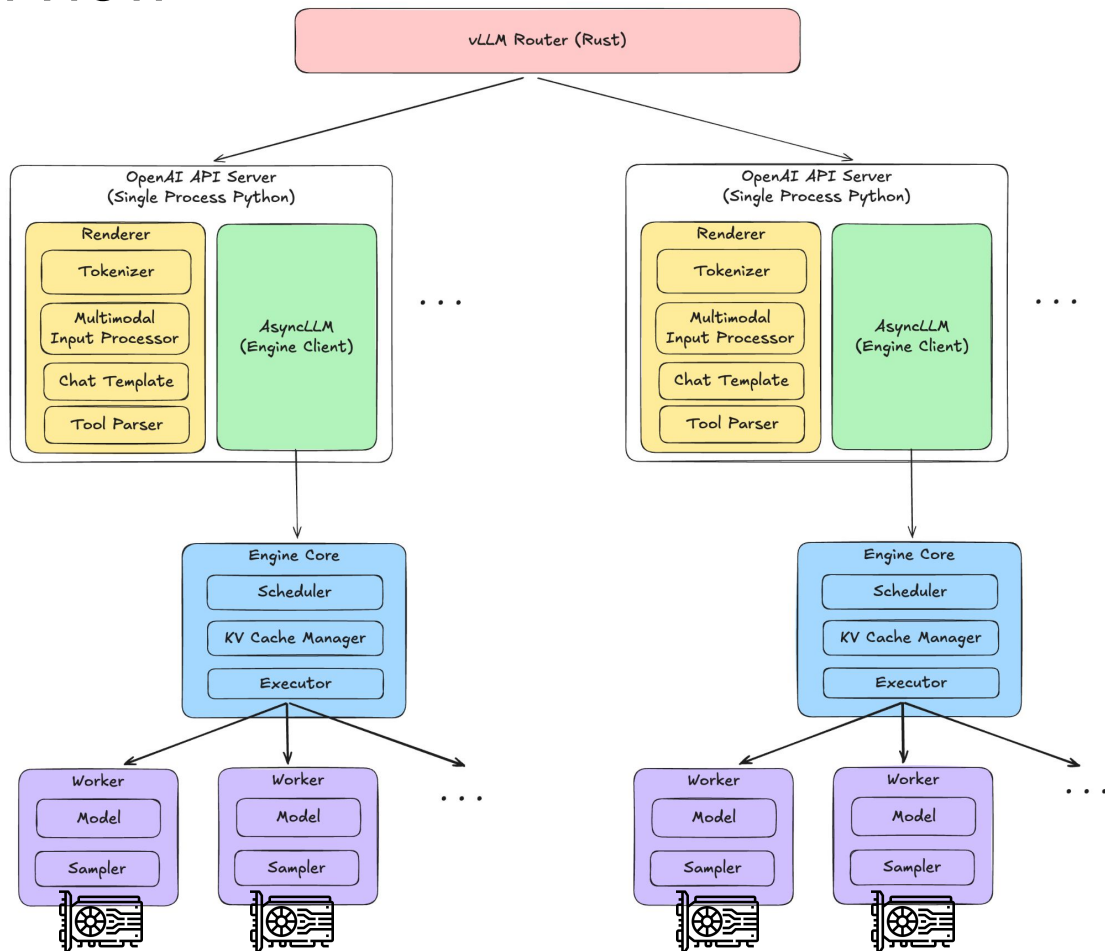 vLLM Router (Rust)
OpenAI API Server
(Single Process Python)
Renderer
Tokenizer
Multimodal
Input Processor
Chat Template
Tool Parser
AsyncLLM
(Engine Client)
. . .
Engine Core
Scheduler
KV Cache Manager
Executor
Worker
Model
Sampler
Worker
Model
Sampler
. . .
OpenAI API Server
(Single Process Python)
Renderer
Tokenizer
Multimodal
Input Processor
Chat Template
Tool Parser
AsyncLLM
(Engine Client)
. . .
Engine Core
Scheduler
KV Cache Manager
Executor
Worker
Model
Sampler
Worker
Model
Sampler
. . .